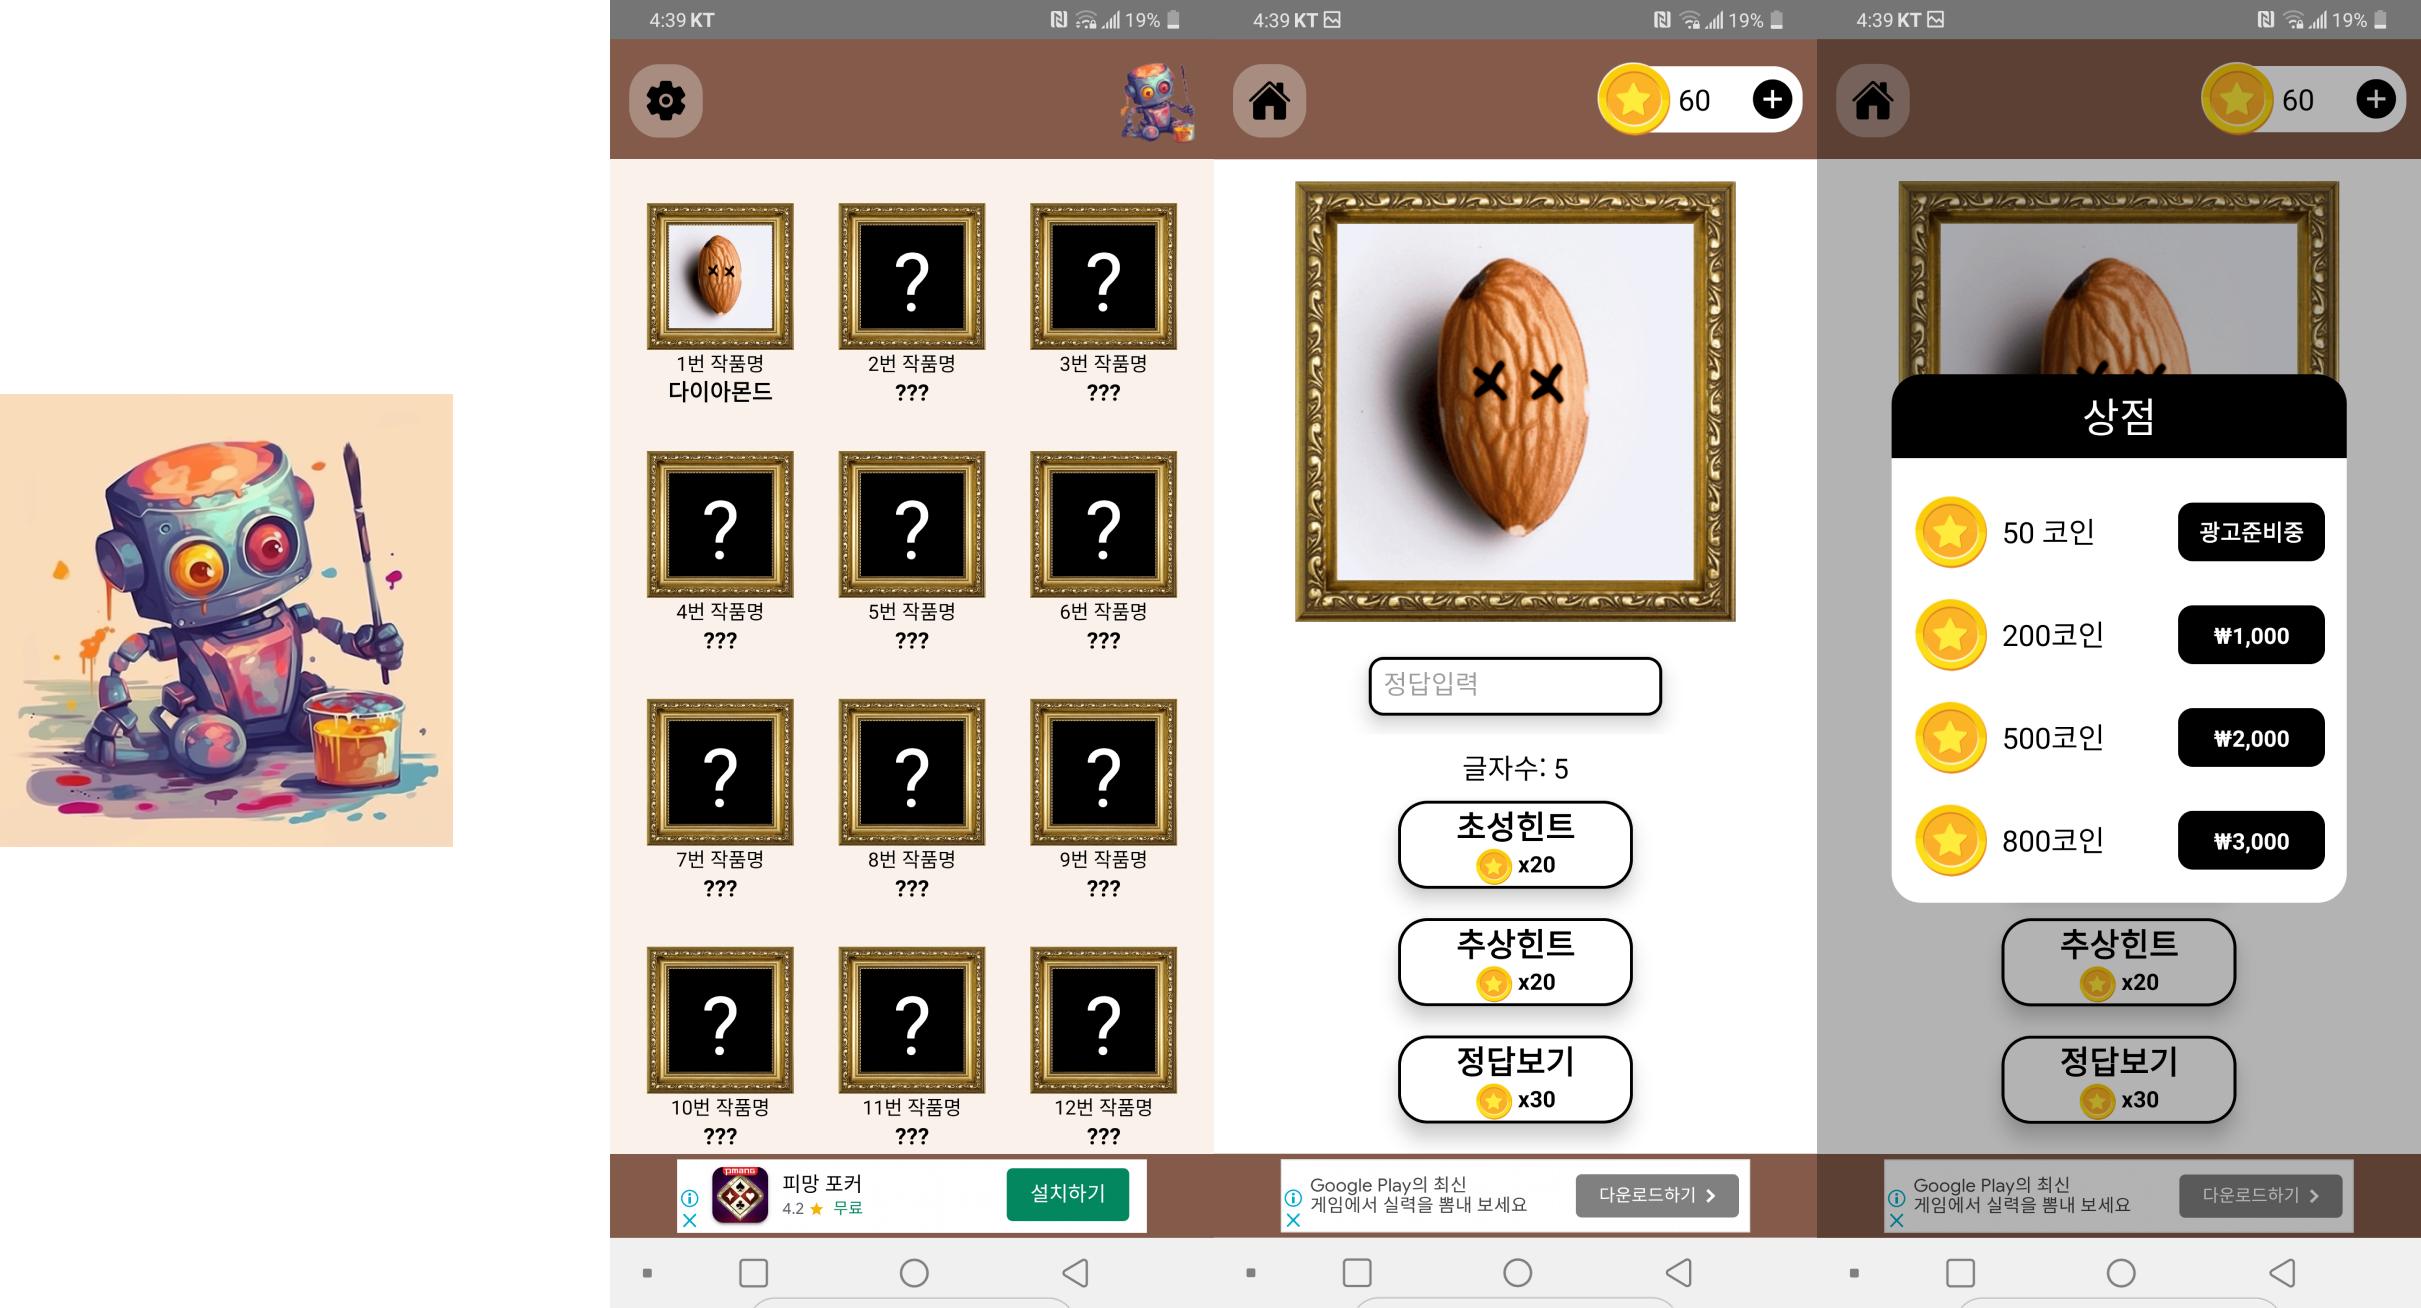 4:39 KT
19%
?
?
1번 작품명
2번 작품명
3번 작품명
다이아몬드
???
???
?
?
?
4번 작품명
5번 작품명
6번 작품명
???
???
???
?
?
?
7번 작품명
8번 작품명
9번 작품명
???
???
???
?
?
?
10번 작품명
11번 작품명
12번 작품명
???
???
???
pmang
피망 포커
4.2 ★ 무료
설치하기
4:39 KT
19%
60
정답입력
글자수: 5
초성힌트
x20
추상힌트
x20
정답보기
x30
Google Play의 최신
게임에서 실력을 뽐내 보세요
다운로드하기
4:39 KT
19%
60
상점
50 코인
광고준비중
200코인
₩1,000
500코인
₩2,000
800코인
₩3,000
추상힌트
x20
정답보기
x30
Google Play의 최신
게임에서 실력을 뽐내 보세요
다운로드하기